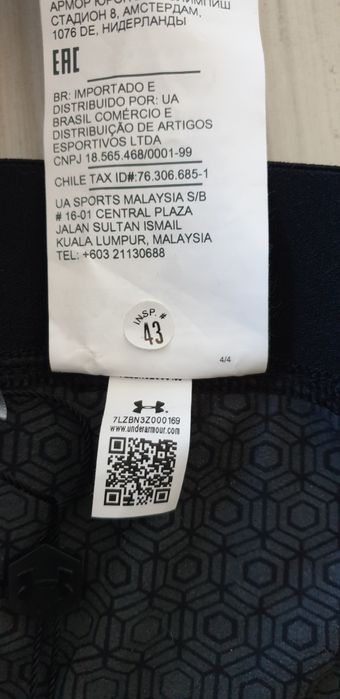 АРМОР ЮРОП
СТАДИОН 8, АМСТЕРДАМ,
1076 DE, НИДЕРЛАНДЫ
EAC
BR: IMPORTADO E
DISTRIBUIDO POR: UA
BRASIL COMÉRCIO E
DISTRIBUIÇÃO DE ARTIGOS
ESPORTIVOS LTDA
CNPJ 18.565.468/0001-99
CHILE TAX ID#:76.306.685-1
UA SPORTS MALAYSIA S/B
# 16-01 CENTRAL PLAZA
JALAN SULTAN ISMAIL
KUALA LUMPUR, MALAYSIA
TEL: +603 21130688
INSP. #
43
4/4
7LZBN3Z000169
www.underarmour.com